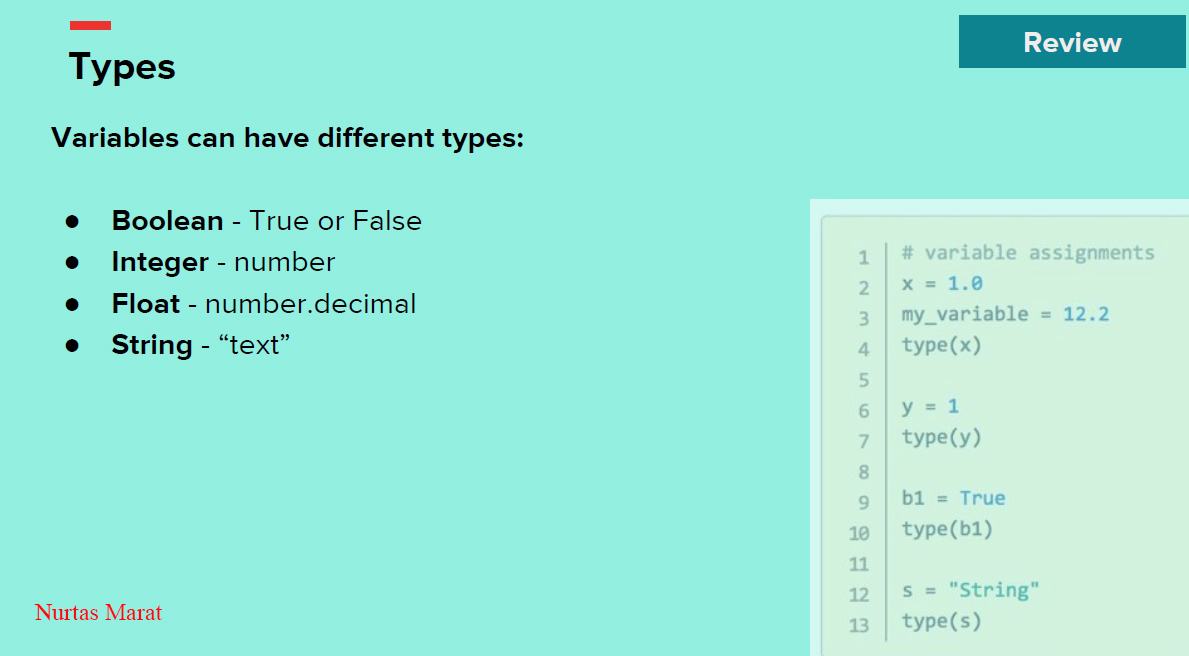 Review
Types
Variables can have different types:
● Boolean - True or False
● Integer - number
● Float - number.decimal
● String - “text”
1 # variable assignments
2 x = 1.0
3 my_variable = 12.2
4 type(x)
5
6 y = 1
7 type(y)
8
9 b1 = True
10 type(b1)
11
12 s = "String"
13 type(s)
Nurtas Marat